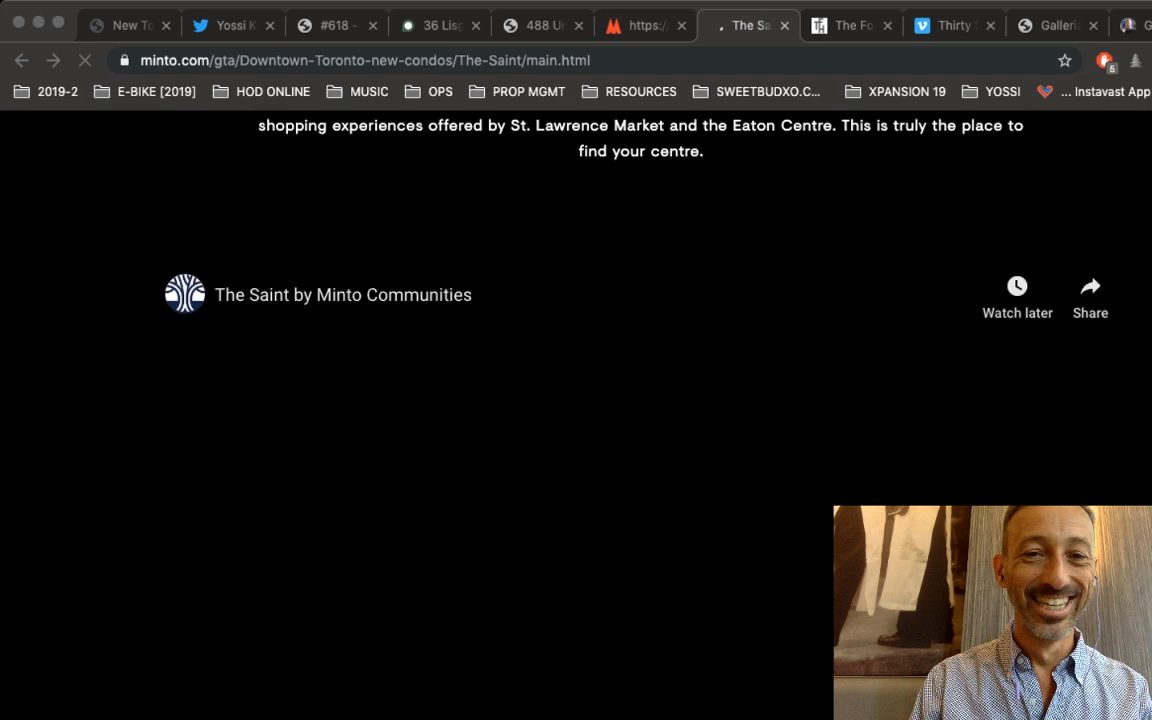 New To
Yossi K
#618 -
36 Lisg
488 Un
https:/
The Sa
The Fo
Thirty
Galleri
G
minto.com/gta/Downtown-Toronto-new-condos/The-Saint/main.html
5
2019-2
E-BIKE [2019]
HOD ONLINE
MUSIC
OPS
PROP MGMT
RESOURCES
SWEETBUDXO.C...
XPANSION 19
YOSSI
... Instavast App
shopping experiences offered by St. Lawrence Market and the Eaton Centre. This is truly the place to
find your centre.
The Saint by Minto Communities
Watch later
Share